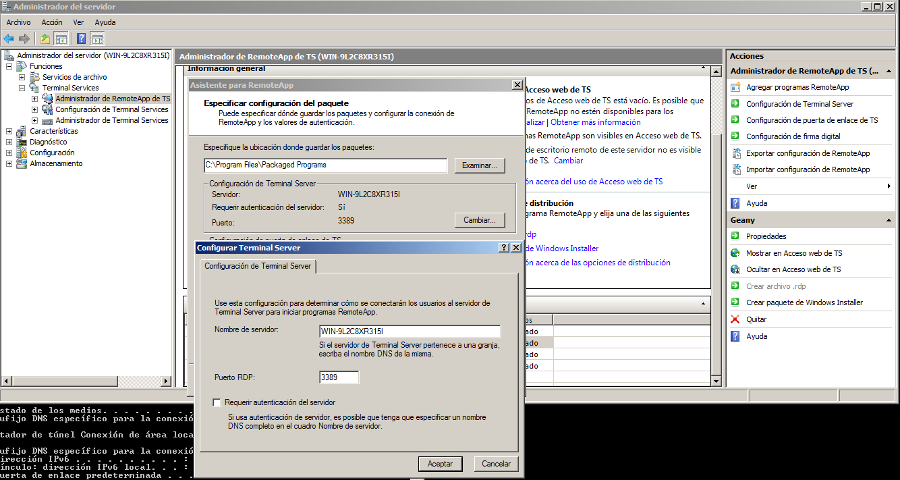 Administrador del servidor
Archivo Acción Ver Ayuda
Administrador del servidor (WIN-9L2C8XR315I)
Funciones
Servicios de archivo
Terminal Services
Administrador de RemoteApp de TS
Configuración de Terminal Services
Administrador de Terminal Services
Características
Diagnóstico
Configuración
Almacenamiento
Administrador de RemoteApp de TS (WIN-9L2C8XR315I)
Información general
Asistente para RemoteApp
Especificar configuración del paquete
Puede especificar dónde guardar los paquetes y configurar la conexión de
RemoteApp y los valores de autenticación.
Especifique la ubicación donde guardar los paquetes:
C:\Program Files\Packaged Programs
Examinar...
Configuración de Terminal Server
Servidor: WIN-9L2C8XR315I
Requerir autenticación del servidor: Sí
Puerto: 3389
Cambiar...
Configurar Terminal Server
Configuración de Terminal Server
Use esta configuración para determinar cómo se conectarán los usuarios al servidor de
Terminal Server para iniciar programas RemoteApp.
Nombre de servidor: WIN-9L2C8XR315I
Si el servidor de Terminal Server pertenece a una granja,
escriba el nombre DNS de la misma.
Puerto RDP: 3389
Requerir autenticación del servidor
Si usa autenticación de servidor, es posible que tenga que especificar un nombre
DNS completo en el cuadro Nombre de servidor.
Aceptar Cancelar
Acceso web de TS
os de Acceso web de TS está vacío. Es posible que
RemoteApp no estén disponibles para los
alizar | Obtener más información
mas RemoteApp son visibles en Acceso web de TS.
de escritorio remoto de este servidor no es visible
b de TS. Cambiar
ón acerca del uso de Acceso web de TS
de distribución
grama RemoteApp y elija una de las siguientes
rdp
de Windows Installer
ón acerca de las opciones de distribución
os
ado
ado
ado
ado
Acciones
Administrador de RemoteApp de TS (...
Agregar programas RemoteApp
Configuración de Terminal Server
Configuración de puerta de enlace de TS
Configuración de firma digital
Exportar configuración de RemoteApp
Importar configuración de RemoteApp
Ver
Ayuda
Geany
Propiedades
Mostrar en Acceso web de TS
Ocultar en Acceso web de TS
Crear archivo .rdp
Crear paquete de Windows Installer
Quitar
Ayuda
stado de los medios. . . . . . . . .
ufijo DNS específico para la conexió
tador de túnel Conexión de área loca
ufijo DNS específico para la conexió
irección IPv6 . . . . . . . . . . :
ínculo: dirección IPv6 local. . . :
uerta de enlace predeterminada . . .